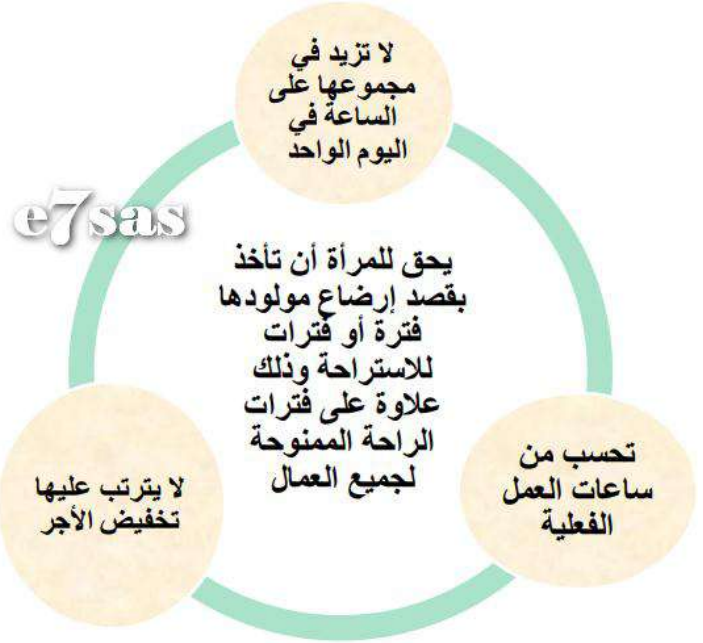 لا تزيد في
مجموعها على
الساعة في
اليوم الواحد
e7sas
يحق للمرأة أن تأخذ
بقصد إرضاع مولودها
فترة أو فترات
للاستراحة وذلك
علاوة على فترات
الراحة الممنوحة
لجميع العمال
تحسب من
ساعات العمل
الفعلية
لا يترتب عليها
تخفيض الأجر